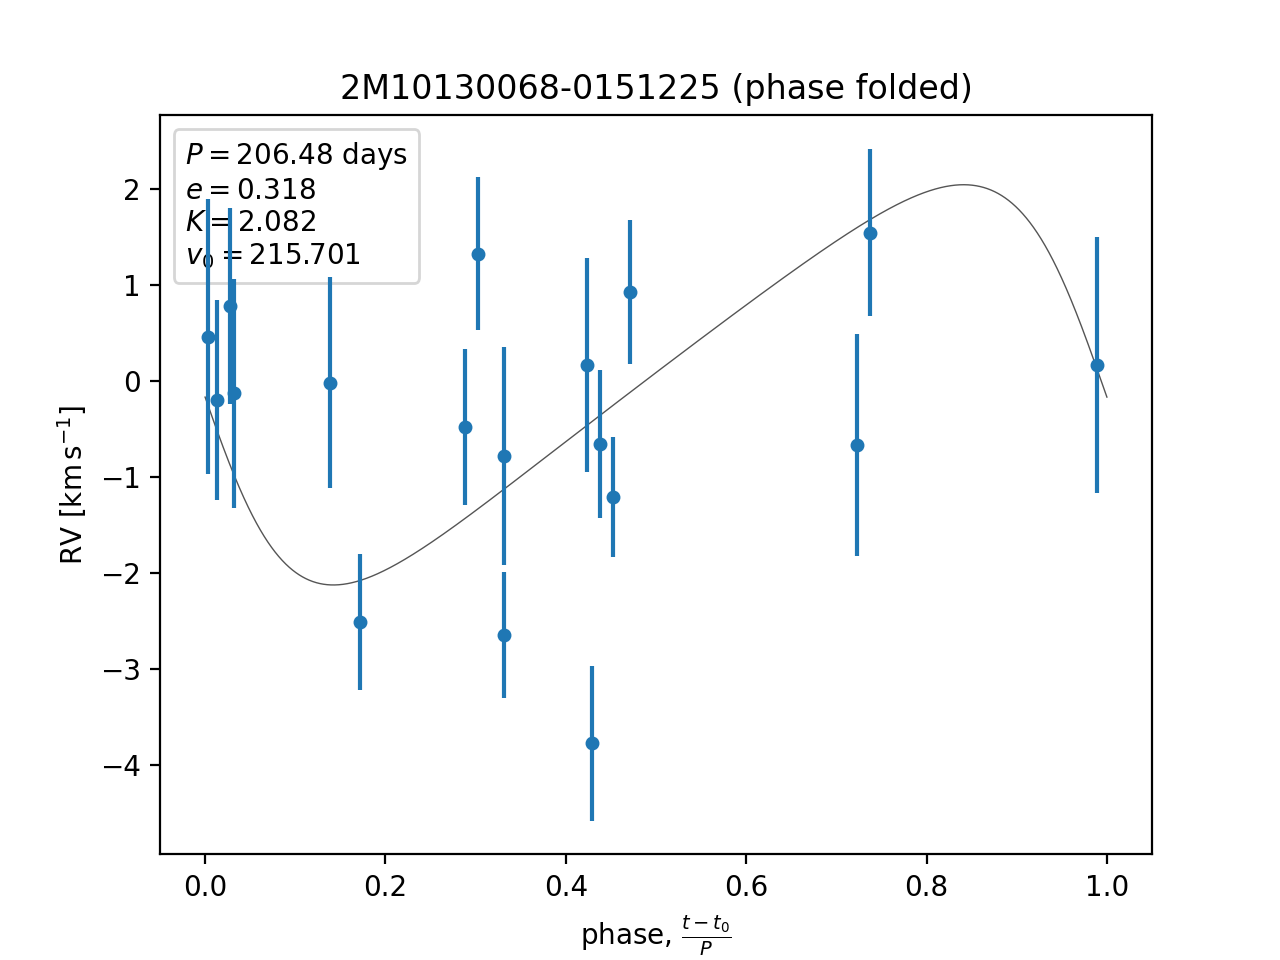 2M10130068-0151225 (phase folded)
P = 206.48 days
e = 0.318
K = 2.082
v₀ = 215.701
2
1
0
−1
−2
−3
−4
RV [km s⁻¹]
0.0 0.2 0.4 0.6 0.8 1.0
phase, (t − t₀)/P